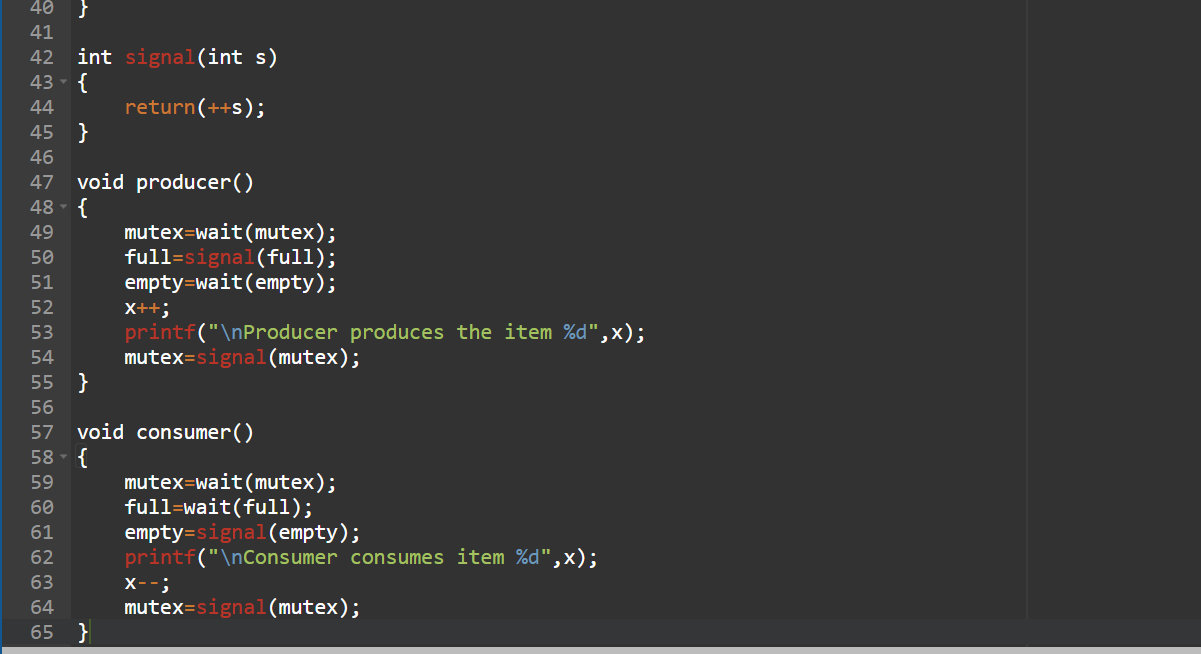 40 }
41
42 int signal(int s)
43 {
44     return(++s);
45 }
46
47 void producer()
48 {
49     mutex=wait(mutex);
50     full=signal(full);
51     empty=wait(empty);
52     x++;
53     printf("\nProducer produces the item %d",x);
54     mutex=signal(mutex);
55 }
56
57 void consumer()
58 {
59     mutex=wait(mutex);
60     full=wait(full);
61     empty=signal(empty);
62     printf("\nConsumer consumes item %d",x);
63     x--;
64     mutex=signal(mutex);
65 }